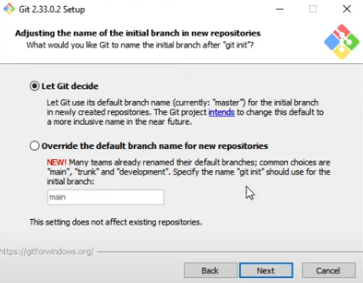 Git 2.33.0.2 Setup
Adjusting the name of the initial branch in new repositories
What would you like Git to name the initial branch after "git init"?
Let Git decide
Let Git use its default branch name (currently: "master") for the initial branch
in newly created repositories. The Git project intends to change this default to
a more inclusive name in the near future.
Override the default branch name for new repositories
NEW! Many teams already renamed their default branches; common choices are
"main", "trunk" and "development". Specify the name "git init" should use for the
initial branch:
main
This setting does not affect existing repositories.
https://gitforwindows.org/
Back
Next
Cancel